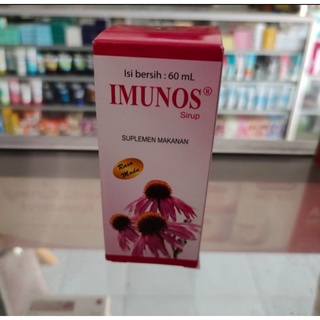 Isi bersih : 60 mL
IMUNOS®
Sirup
SUPLEMEN MAKANAN
Rasa
Madu